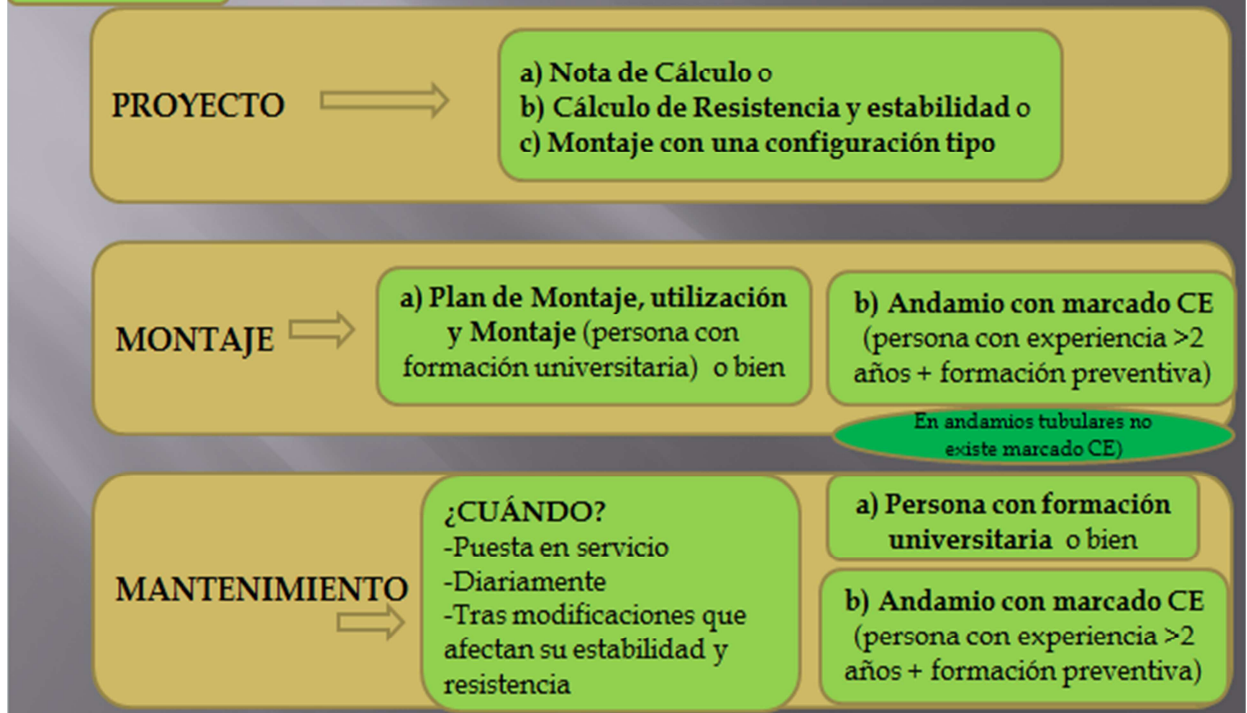 PROYECTO
a) Nota de Cálculo o
b) Cálculo de Resistencia y estabilidad o
c) Montaje con una configuración tipo
MONTAJE
a) Plan de Montaje, utilización
y Montaje (persona con
formación universitaria) o bien
b) Andamio con marcado CE
(persona con experiencia >2
años + formación preventiva)
En andamios tubulares no
existe marcado CE)
MANTENIMIENTO
¿CUÁNDO?
-Puesta en servicio
-Diariamente
-Tras modificaciones que
afectan su estabilidad y
resistencia
a) Persona con formación
universitaria o bien
b) Andamio con marcado CE
(persona con experiencia >2
años + formación preventiva)